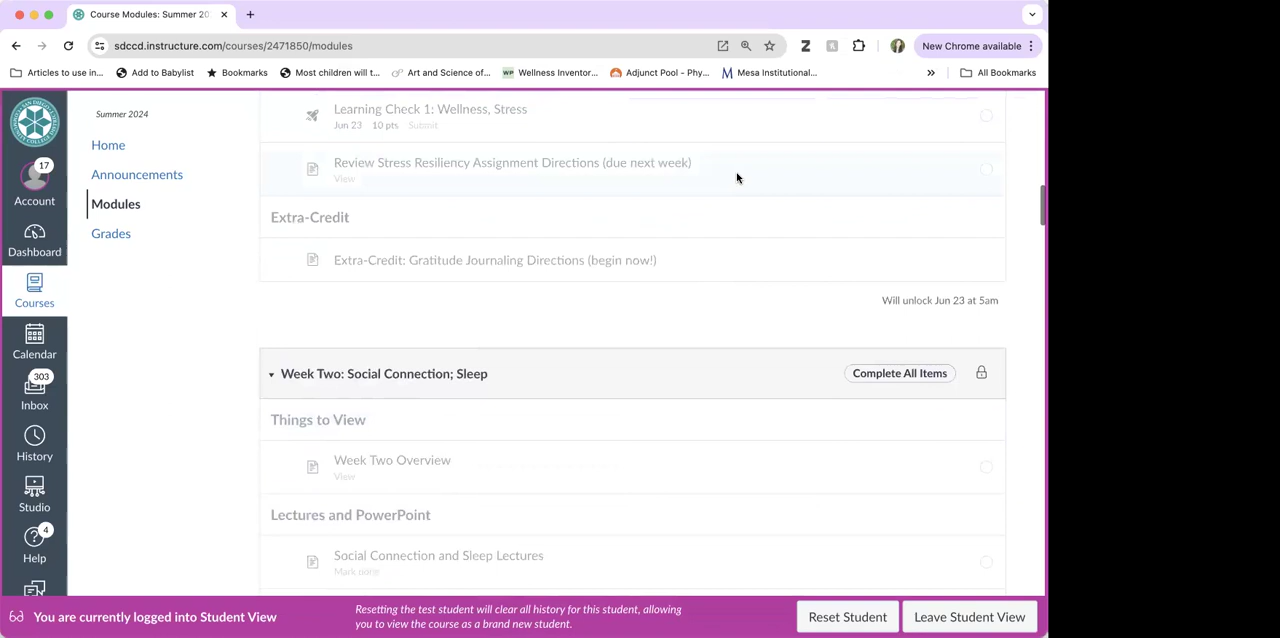 Course Modules: Summer 20
sdccd.instructure.com/courses/2471850/modules
New Chrome available
Articles to use in...
Add to Babylist
Bookmarks
Most children will t...
Art and Science of...
WP
Wellness Inventor...
Adjunct Pool - Phy...
Mesa Institutional...
»
All Bookmarks
17
Account
Dashboard
Courses
Calendar
303
Inbox
History
Studio
4
Help
Summer 2024
Home
Announcements
Modules
Grades
Learning Check 1: Wellness, Stress
Jun 23 10 pts Submit
Review Stress Resiliency Assignment Directions (due next week)
View
Extra-Credit
Extra-Credit: Gratitude Journaling Directions (begin now!)
Will unlock Jun 23 at 5am
Week Two: Social Connection; Sleep
Complete All Items
Things to View
Week Two Overview
View
Lectures and PowerPoint
Social Connection and Sleep Lectures
Mark done
You are currently logged into Student View
Resetting the test student will clear all history for this student, allowing
you to view the course as a brand new student.
Reset Student
Leave Student View